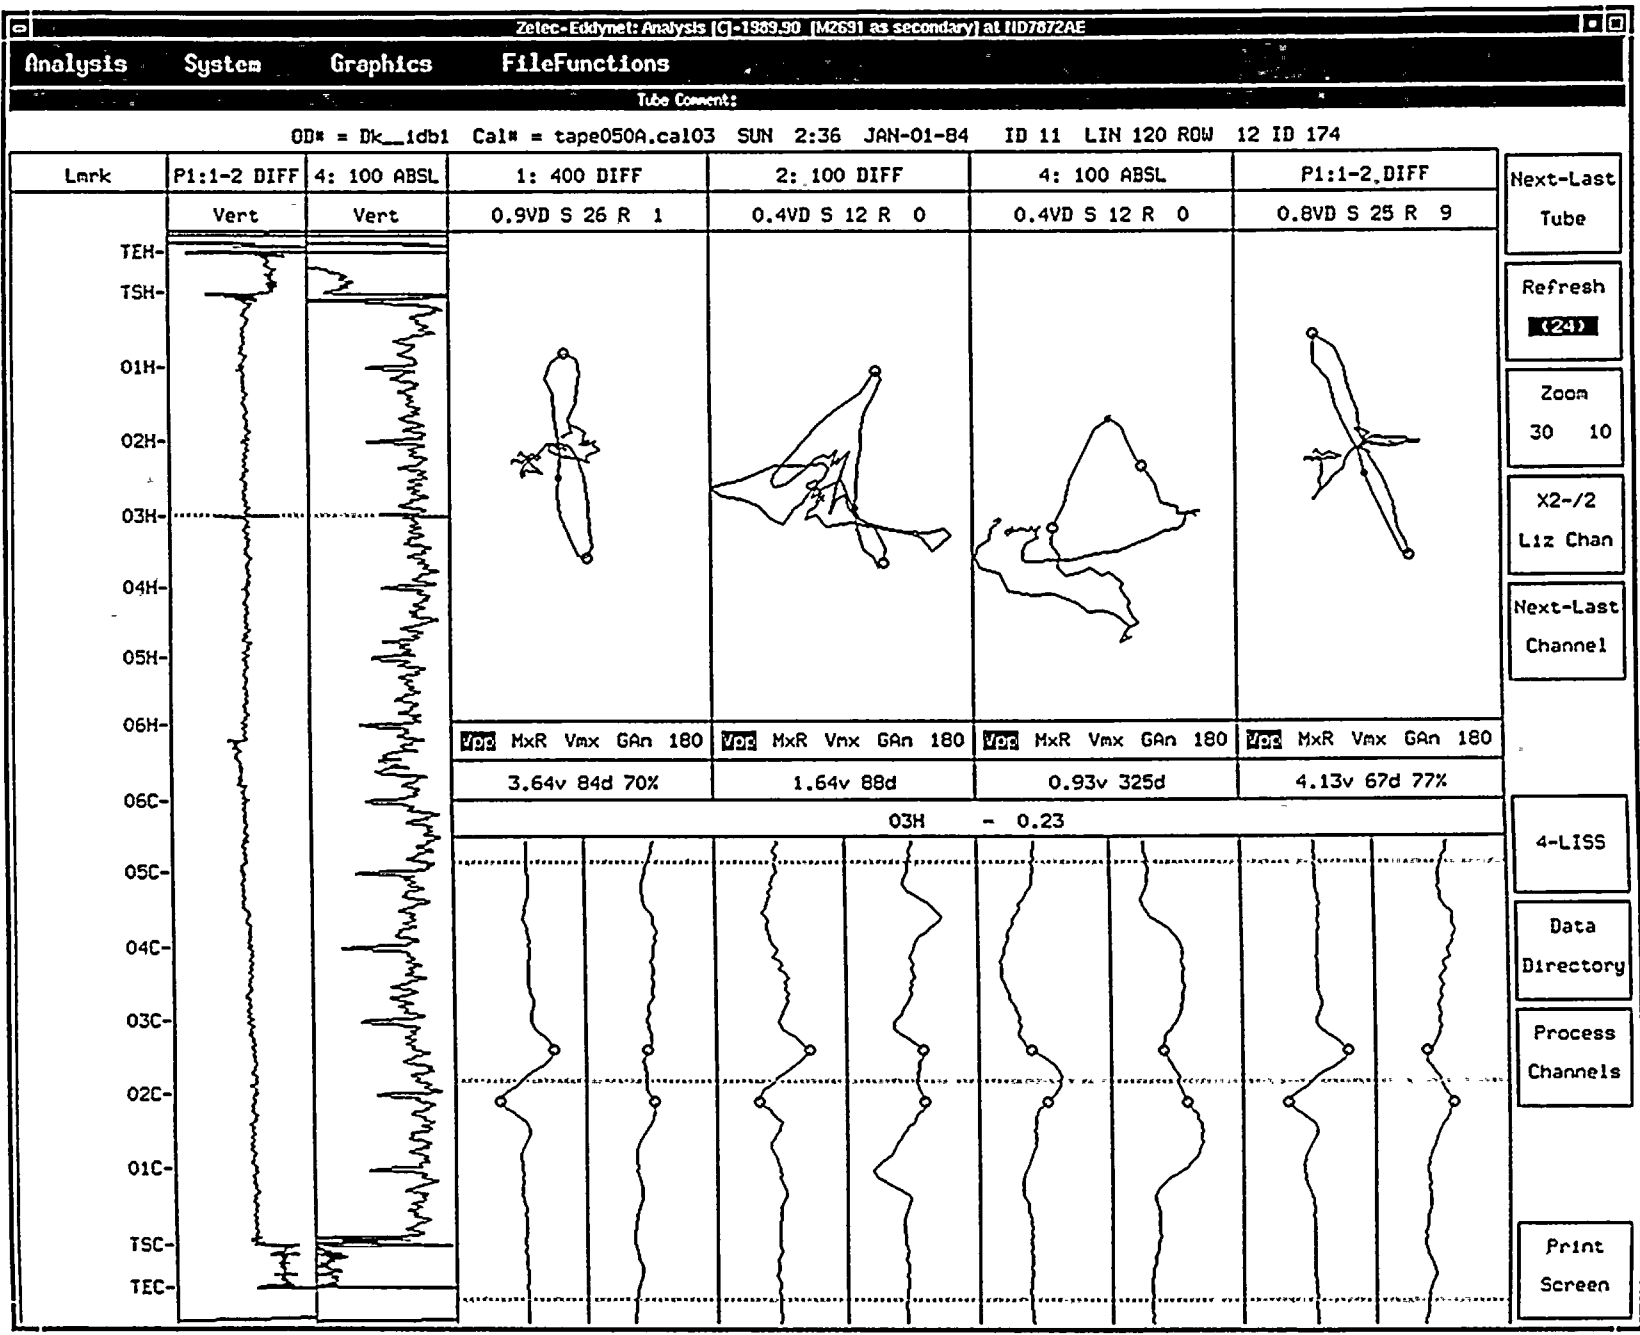 Zetec-Eddynet: Analysis [C]-1989,90 [M2691 as secondary] at ND7872AE
Analysis System Graphics FileFunctions
Tube Comment:
OD# = Dk__idb1 Cal# = tape050A.cal03 SUN 2:36 JAN-01-84 ID 11 LIN 120 ROW 12 ID 174
Lmrk P1:1-2 DIFF 4: 100 ABSL 1: 400 DIFF 2: 100 DIFF 4: 100 ABSL P1:1-2 DIFF
Vert Vert 0.9VD S 26 R 1 0.4VD S 12 R 0 0.4VD S 12 R 0 0.8VD S 25 R 9
Next-Last
Tube
Refresh
(24)
Zoom
30 10
X2-/2
Liz Chan
Next-Last
Channel
TEH-
TSH-
01H-
02H-
03H-
04H-
05H-
06H-
06C-
05C-
04C-
03C-
02C-
01C-
TSC-
TEC-
Vpp MxR Vmx GAn 180 Vpp MxR Vmx GAn 180 Vpp MxR Vmx GAn 180 Vpp MxR Vmx GAn 180
3.64v 84d 70% 1.64v 88d 0.93v 325d 4.13v 67d 77%
03H - 0.23
4-LISS
Data
Directory
Process
Channels
Print
Screen